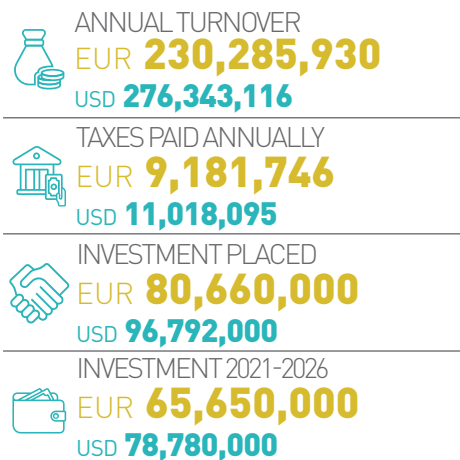 ANNUAL TURNOVER
EUR 230,285,930
USD 276,343,116
TAXES PAID ANNUALLY
EUR 9,181,746
USD 11,018,095
INVESTMENT PLACED
EUR 80,660,000
USD 96,792,000
INVESTMENT 2021-2026
EUR 65,650,000
USD 78,780,000